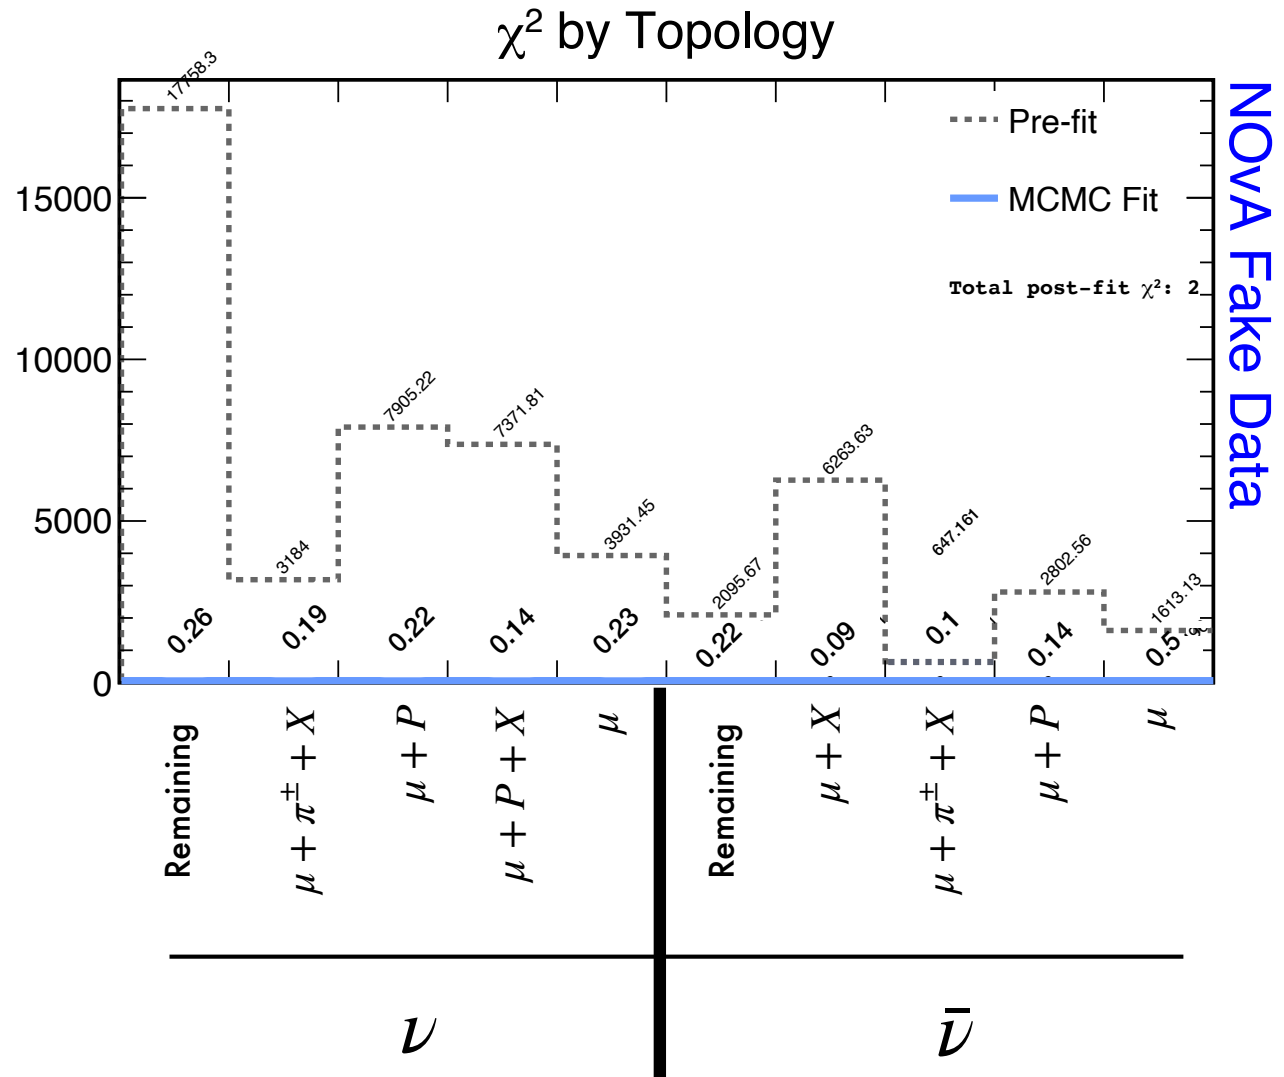 χ² by Topology
NOvA Fake Data
Pre-fit
MCMC Fit
Total post-fit χ²: 2
15000
10000
5000
0
17758.3
3184
7905.22
7371.81
3931.45
2095.67
6263.63
647.161
2802.56
1613.13
0.26
0.19
0.22
0.14
0.23
0.22
0.09
0.1
0.14
0.5
Remaining
μ + π± + X
μ + P
μ + P + X
μ
Remaining
μ + X
μ + π± + X
μ + P
μ
ν
ν̄